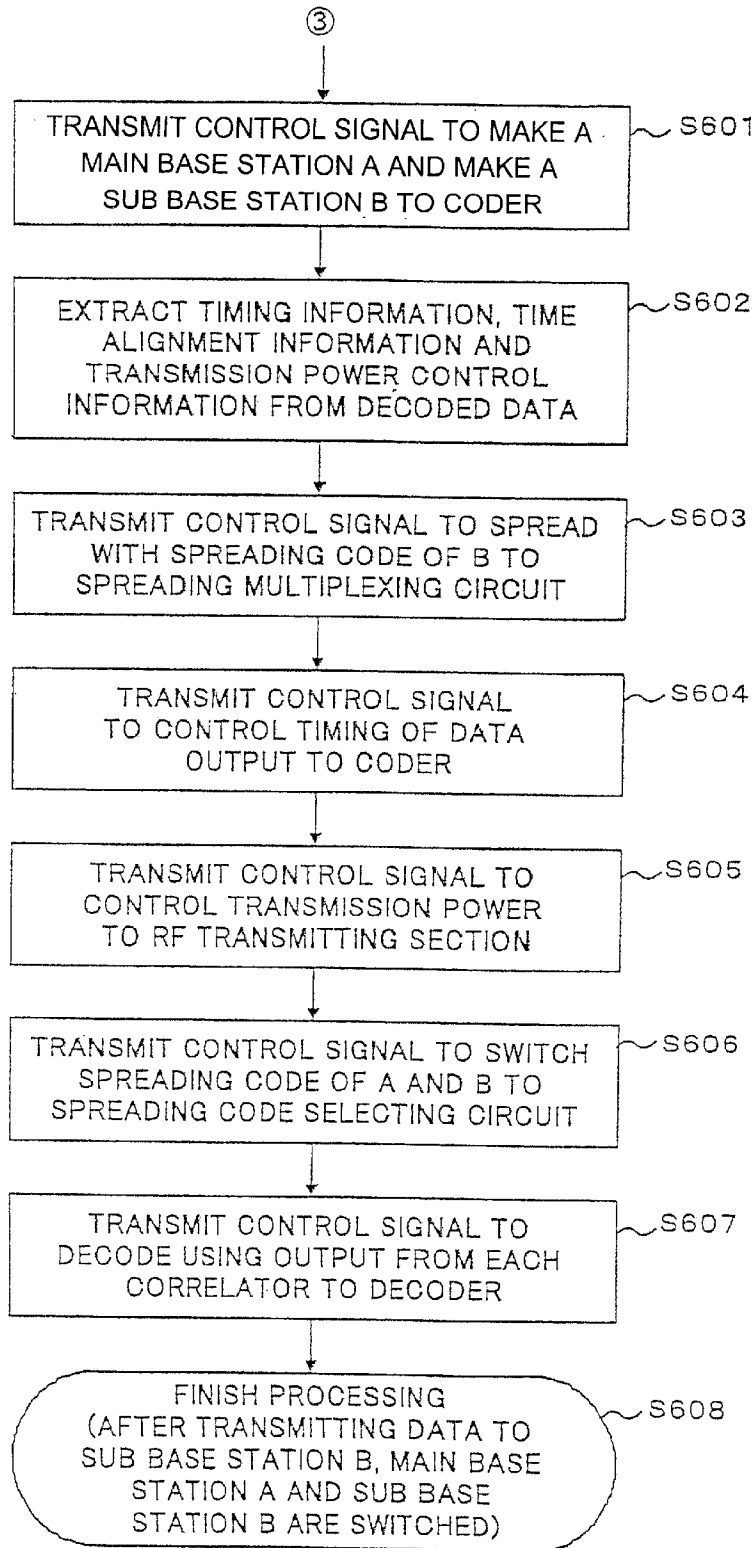 ③
TRANSMIT CONTROL SIGNAL TO MAKE A
MAIN BASE STATION A AND MAKE A
SUB BASE STATION B TO CODER
S601
EXTRACT TIMING INFORMATION, TIME
ALIGNMENT INFORMATION AND
TRANSMISSION POWER CONTROL
INFORMATION FROM DECODED DATA
S602
TRANSMIT CONTROL SIGNAL TO SPREAD
WITH SPREADING CODE OF B TO
SPREADING MULTIPLEXING CIRCUIT
S603
TRANSMIT CONTROL SIGNAL
TO CONTROL TIMING OF DATA
OUTPUT TO CODER
S604
TRANSMIT CONTROL SIGNAL TO
CONTROL TRANSMISSION POWER
TO RF TRANSMITTING SECTION
S605
TRANSMIT CONTROL SIGNAL TO SWITCH
SPREADING CODE OF A AND B TO
SPREADING CODE SELECTING CIRCUIT
S606
TRANSMIT CONTROL SIGNAL TO
DECODE USING OUTPUT FROM EACH
CORRELATOR TO DECODER
S607
FINISH PROCESSING
(AFTER TRANSMITTING DATA TO
SUB BASE STATION B, MAIN BASE
STATION A AND SUB BASE
STATION B ARE SWITCHED)
S608